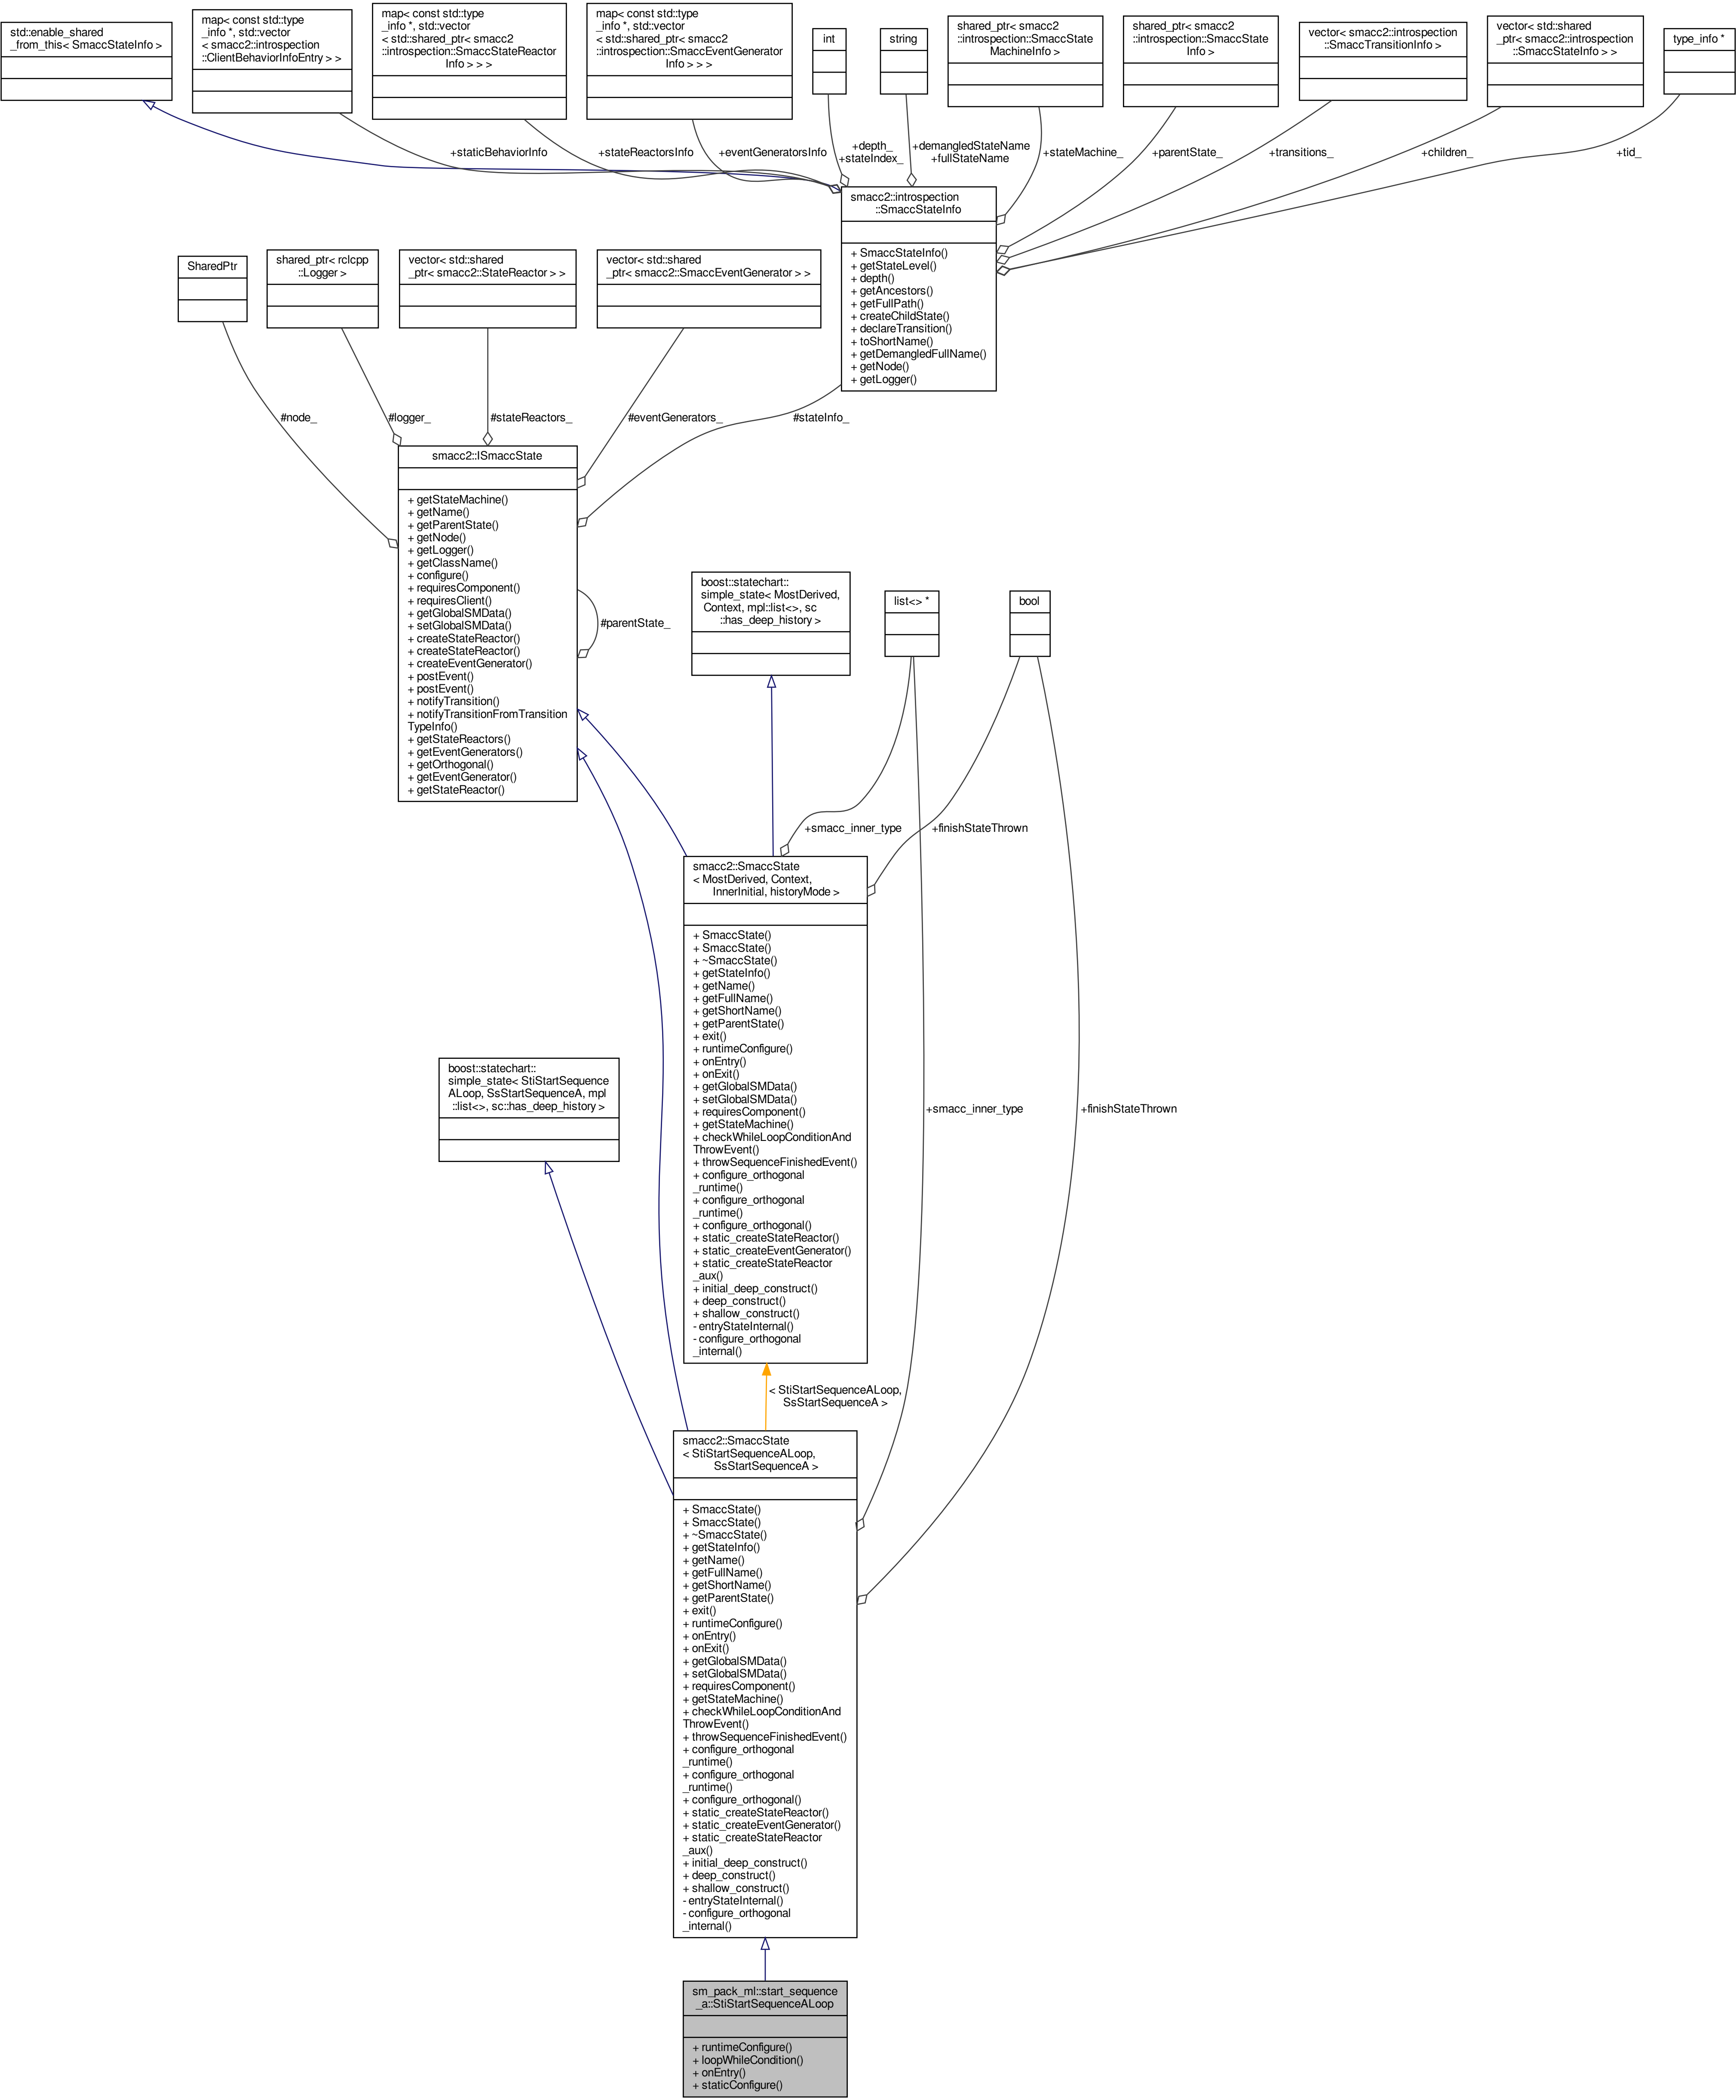 std::enable_shared
_from_this< SmaccStateInfo >
map< const std::type
_info *, std::vector
< smacc2::introspection
::ClientBehaviorInfoEntry > >
map< const std::type
_info *, std::vector
< std::shared_ptr< smacc2
::introspection::SmaccStateReactor
Info > > >
map< const std::type
_info *, std::vector
< std::shared_ptr< smacc2
::introspection::SmaccEventGenerator
Info > > >
int
string
shared_ptr< smacc2
::introspection::SmaccState
MachineInfo >
shared_ptr< smacc2
::introspection::SmaccState
Info >
vector< smacc2::introspection
::SmaccTransitionInfo >
vector< std::shared
_ptr< smacc2::introspection
::SmaccStateInfo > >
type_info *
+staticBehaviorInfo
+stateReactorsInfo
+eventGeneratorsInfo
+depth_
+stateIndex_
+demangledStateName
+fullStateName
+stateMachine_
+parentState_
+transitions_
+children_
+tid_
smacc2::introspection
::SmaccStateInfo
+ SmaccStateInfo()
+ getStateLevel()
+ depth()
+ getAncestors()
+ getFullPath()
+ createChildState()
+ declareTransition()
+ toShortName()
+ getDemangledFullName()
+ getNode()
+ getLogger()
SharedPtr
shared_ptr< rclcpp
::Logger >
vector< std::shared
_ptr< smacc2::StateReactor > >
vector< std::shared
_ptr< smacc2::SmaccEventGenerator > >
#node_
#logger_
#stateReactors_
#eventGenerators_
#stateInfo_
smacc2::ISmaccState
+ getStateMachine()
+ getName()
+ getParentState()
+ getNode()
+ getLogger()
+ getClassName()
+ configure()
+ requiresComponent()
+ requiresClient()
+ getGlobalSMData()
+ setGlobalSMData()
+ createStateReactor()
+ createStateReactor()
+ createEventGenerator()
+ postEvent()
+ postEvent()
+ notifyTransition()
+ notifyTransitionFromTransition
TypeInfo()
+ getStateReactors()
+ getEventGenerators()
+ getOrthogonal()
+ getEventGenerator()
+ getStateReactor()
#parentState_
boost::statechart::
simple_state< MostDerived,
Context, mpl::list<>, sc
::has_deep_history >
list<> *
bool
+smacc_inner_type
+finishStateThrown
smacc2::SmaccState
< MostDerived, Context,
InnerInitial, historyMode >
+ SmaccState()
+ SmaccState()
+ ~SmaccState()
+ getStateInfo()
+ getName()
+ getFullName()
+ getShortName()
+ getParentState()
+ exit()
+ runtimeConfigure()
+ onEntry()
+ onExit()
+ getGlobalSMData()
+ setGlobalSMData()
+ requiresComponent()
+ getStateMachine()
+ checkWhileLoopConditionAnd
ThrowEvent()
+ throwSequenceFinishedEvent()
+ configure_orthogonal
_runtime()
+ configure_orthogonal
_runtime()
+ configure_orthogonal()
+ static_createStateReactor()
+ static_createEventGenerator()
+ static_createStateReactor
_aux()
+ initial_deep_construct()
+ deep_construct()
+ shallow_construct()
- entryStateInternal()
- configure_orthogonal
_internal()
boost::statechart::
simple_state< StiStartSequence
ALoop, SsStartSequenceA, mpl
::list<>, sc::has_deep_history >
+smacc_inner_type
+finishStateThrown
< StiStartSequenceALoop,
SsStartSequenceA >
smacc2::SmaccState
< StiStartSequenceALoop,
SsStartSequenceA >
+ SmaccState()
+ SmaccState()
+ ~SmaccState()
+ getStateInfo()
+ getName()
+ getFullName()
+ getShortName()
+ getParentState()
+ exit()
+ runtimeConfigure()
+ onEntry()
+ onExit()
+ getGlobalSMData()
+ setGlobalSMData()
+ requiresComponent()
+ getStateMachine()
+ checkWhileLoopConditionAnd
ThrowEvent()
+ throwSequenceFinishedEvent()
+ configure_orthogonal
_runtime()
+ configure_orthogonal
_runtime()
+ configure_orthogonal()
+ static_createStateReactor()
+ static_createEventGenerator()
+ static_createStateReactor
_aux()
+ initial_deep_construct()
+ deep_construct()
+ shallow_construct()
- entryStateInternal()
- configure_orthogonal
_internal()
sm_pack_ml::start_sequence
_a::StiStartSequenceALoop
+ runtimeConfigure()
+ loopWhileCondition()
+ onEntry()
+ staticConfigure()